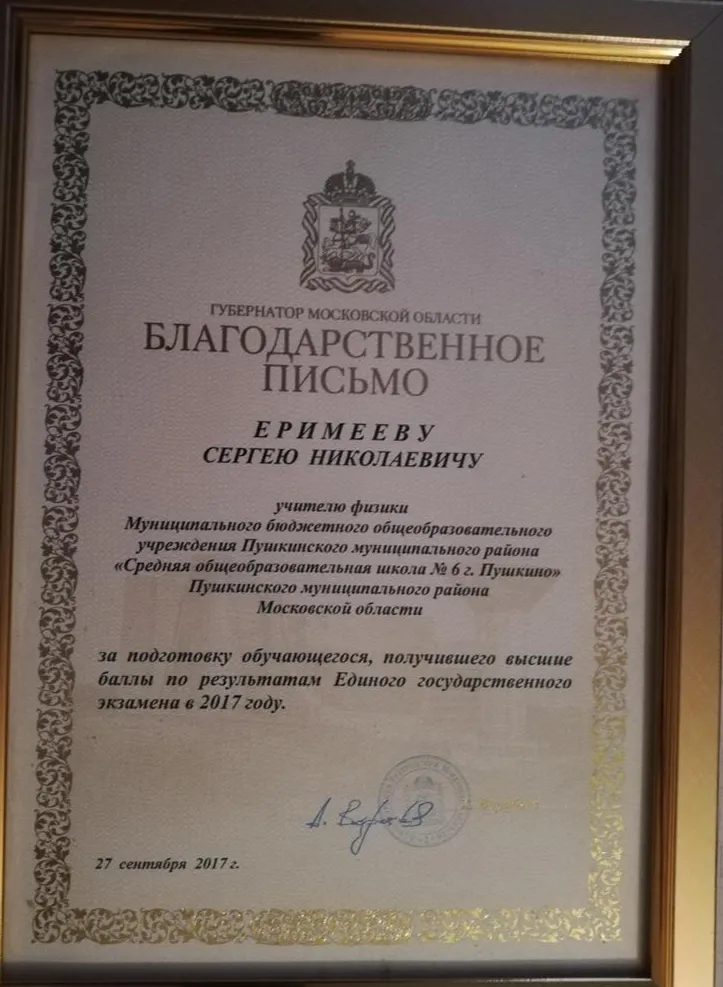 ГУБЕРНАТОР МОСКОВСКОЙ ОБЛАСТИ
БЛАГОДАРСТВЕННОЕ
ПИСЬМО
ЕРИМЕЕВУ
СЕРГЕЮ НИКОЛАЕВИЧУ
учителю физики
Муниципального бюджетного общеобразовательного
учреждения Пушкинского муниципального района
«Средняя общеобразовательная школа № 6 г. Пушкино»
Пушкинского муниципального района
Московской области
за подготовку обучающегося, получившего высшие
баллы по результатам Единого государственного
экзамена в 2017 году.
27 сентября 2017 г.